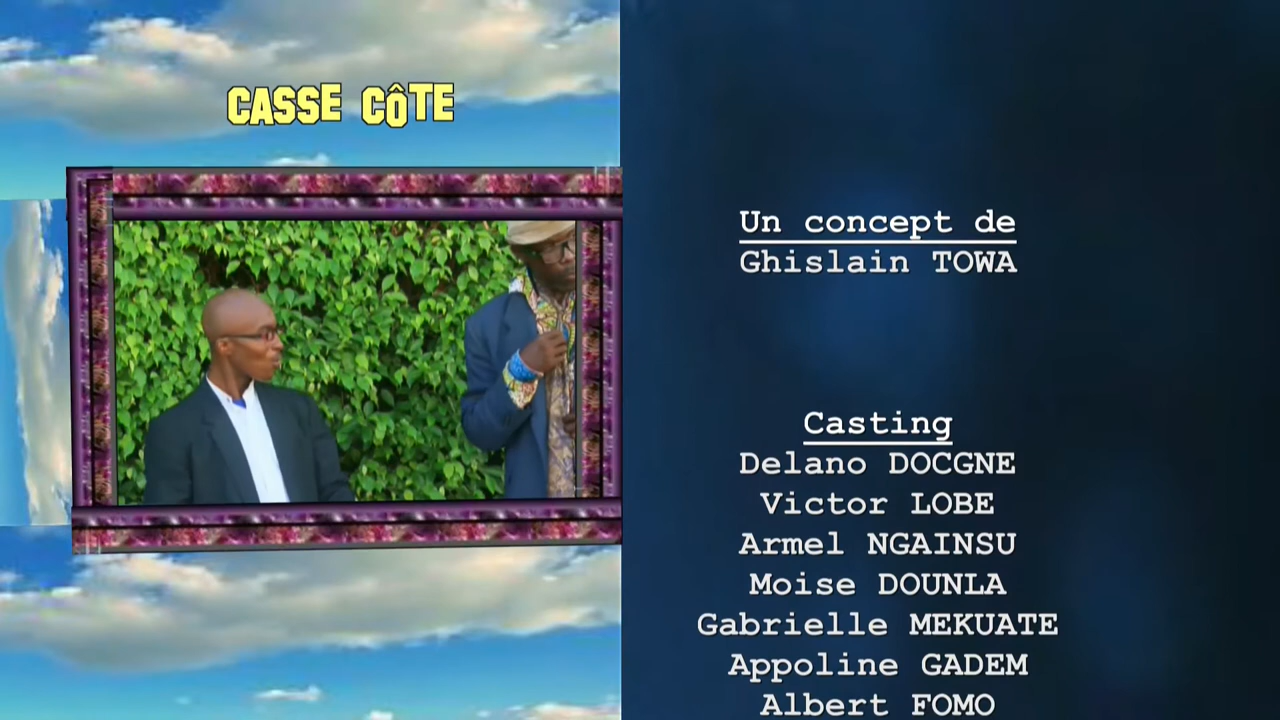 CASSE CÔTE
Un concept de
Ghislain TOWA
Casting
Delano DOCGNE
Victor LOBE
Armel NGAINSU
Moise DOUNLA
Gabrielle MEKUATE
Appoline GADEM
Albert FOMO